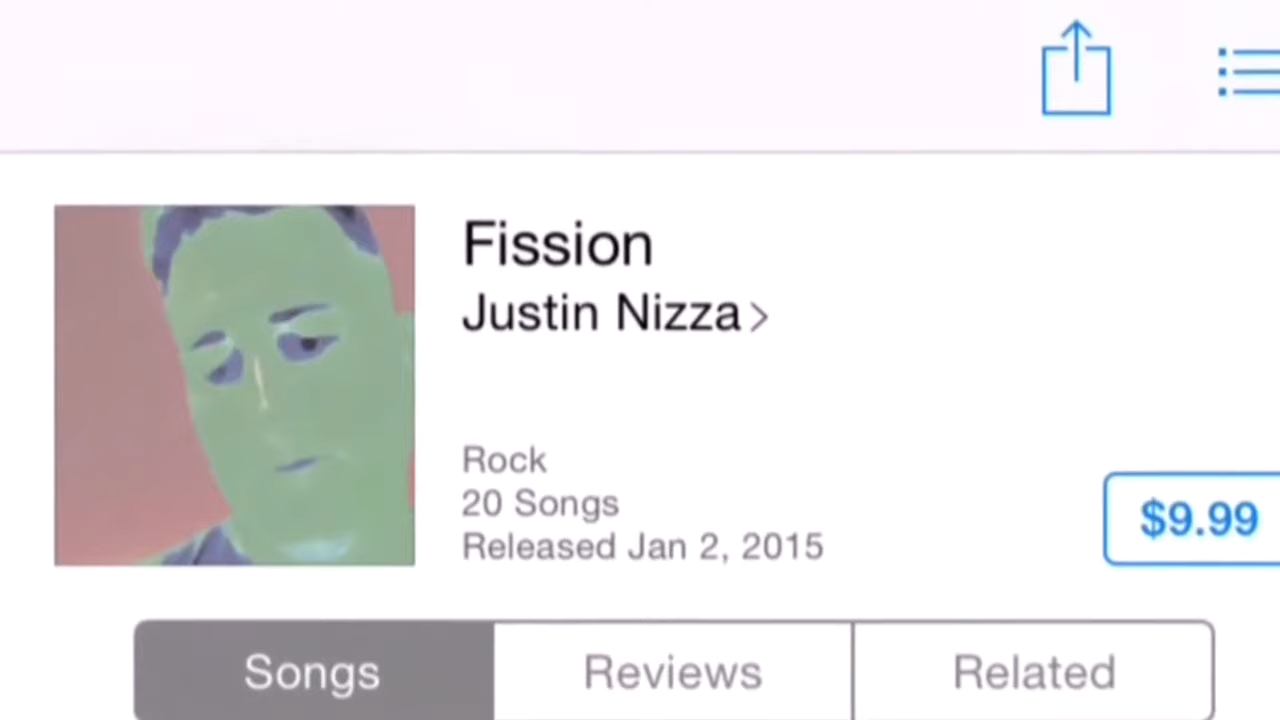 Fission
Justin Nizza
Rock
20 Songs
Released Jan 2, 2015
$9.99
Songs
Reviews
Related